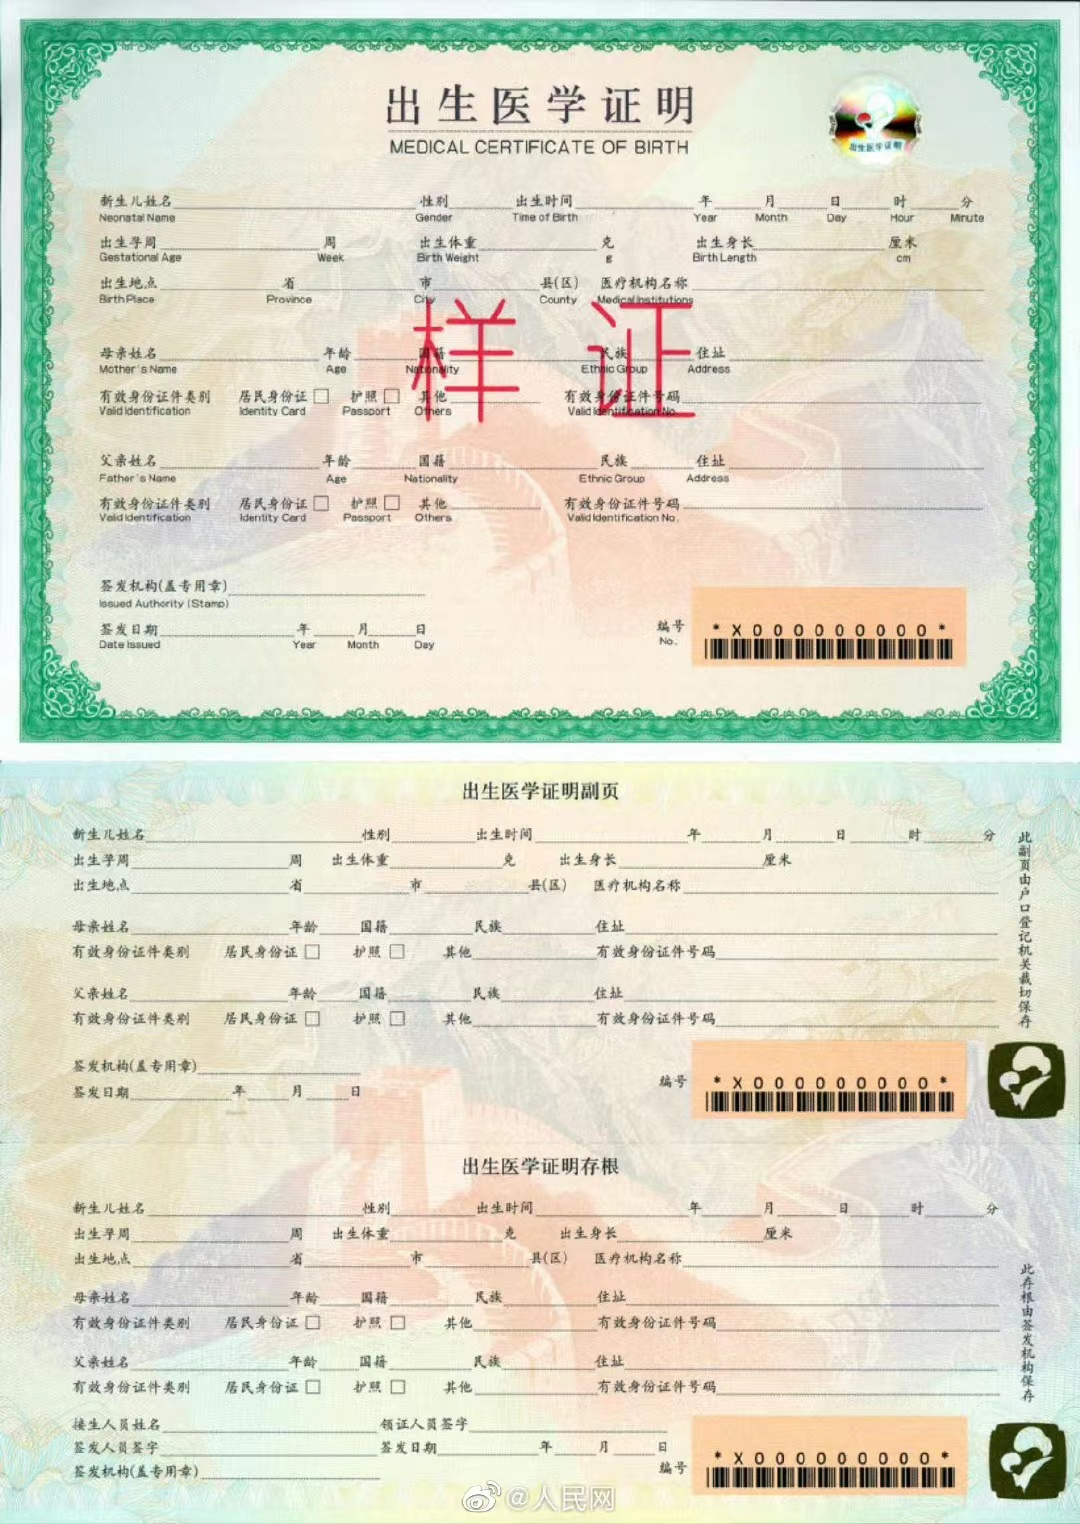 出生医学证明
MEDICAL CERTIFICATE OF BIRTH
出生医学证明
新生儿姓名 性别 出生时间 年 月 日 时 分
Neonatal Name Gender Time of Birth Year Month Day Hour Minute
出生孕周 周 出生体重 克 出生身长 厘米
Gestational Age Week Birth Weight g Birth Length cm
出生地点 省 市 县(区) 医疗机构名称
Birth Place Province City County Medical Institutions
样证
母亲姓名 年龄 国籍 民族 住址
Mother's Name Age Nationality Ethnic Group Address
有效身份证件类别 居民身份证 护照 其他 有效身份证件号码
Valid Identification Identity Card Passport Others Valid Identification No.
父亲姓名 年龄 国籍 民族 住址
Father's Name Age Nationality Ethnic Group Address
有效身份证件类别 居民身份证 护照 其他 有效身份证件号码
Valid Identification Identity Card Passport Others Valid Identification No.
签发机构(盖专用章)
Issued Authority (Stamp)
签发日期 年 月 日 编号 *X000000000*
Date Issued Year Month Day No.
出生医学证明副页
新生儿姓名 性别 出生时间 年 月 日 时 分
出生孕周 周 出生体重 克 出生身长 厘米
出生地点 省 市 县(区) 医疗机构名称
母亲姓名 年龄 国籍 民族 住址
有效身份证件类别 居民身份证 护照 其他 有效身份证件号码
父亲姓名 年龄 国籍 民族 住址
有效身份证件类别 居民身份证 护照 其他 有效身份证件号码
签发机构(盖专用章)
签发日期 年 月 日 编号 *X000000000*
此副页由户口登记机关裁切保存
出生医学证明存根
新生儿姓名 性别 出生时间 年 月 日 时 分
出生孕周 周 出生体重 克 出生身长 厘米
出生地点 省 市 县(区) 医疗机构名称
母亲姓名 年龄 国籍 民族 住址
有效身份证件类别 居民身份证 护照 其他 有效身份证件号码
父亲姓名 年龄 国籍 民族 住址
有效身份证件类别 居民身份证 护照 其他 有效身份证件号码
接生人员姓名 领证人员签字
签发人员签字 签发日期 年 月 日
签发机构(盖专用章) 编号 *X000000000*
此存根由签发机构保存
@人民网